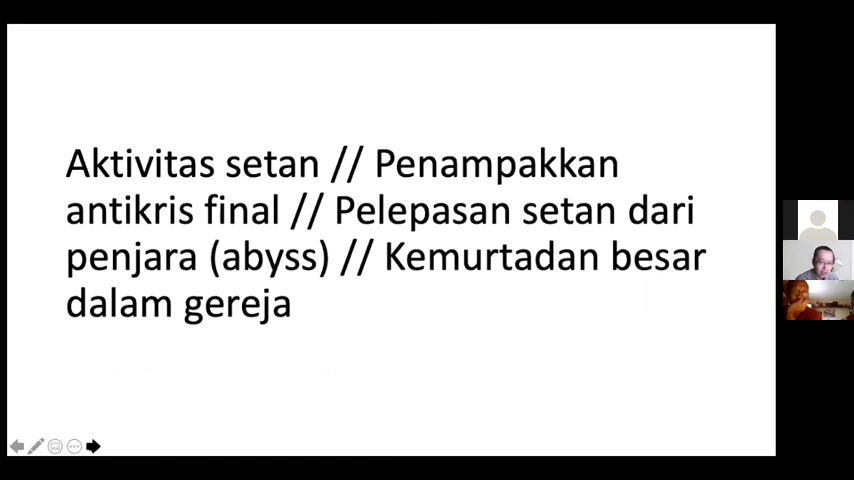 Aktivitas setan // Penampakkan
antikris final // Pelepasan setan dari
penjara (abyss) // Kemurtadan besar
dalam gereja